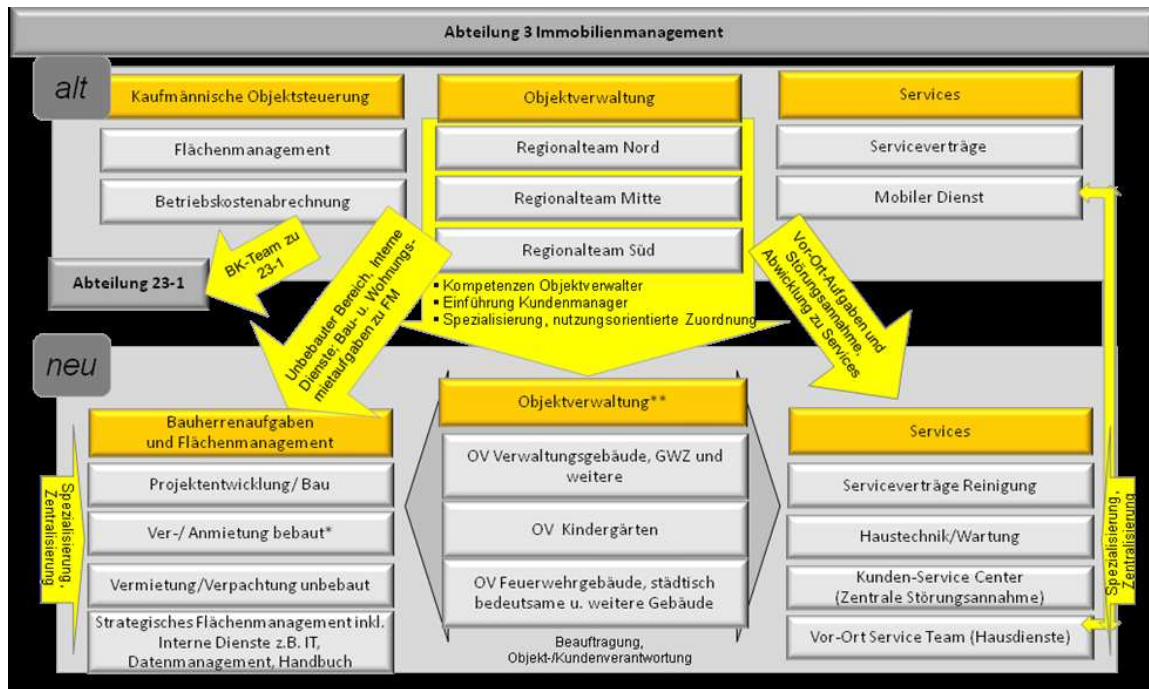 Abteilung 3 Immobilienmanagement
alt
Kaufmännische Objektsteuerung
Flächenmanagement
Betriebskostenabrechnung
Objektverwaltung
Regionalteam Nord
Regionalteam Mitte
Regionalteam Süd
Services
Serviceverträge
Mobiler Dienst
Abteilung 23-1
BK-Team zu
23-1
Unbebauter Bereich, Interne
Dienste; Bau- u. Wohnungs-
mietaufgaben zu FM
▪ Kompetenzen Objektverwalter
▪ Einführung Kundenmanager
▪ Spezialisierung, nutzungsorientierte Zuordnung
Vor-Ort-Aufgaben und
Störungsannahme,
Abwicklung zu Services
neu
Spezialisierung,
Zentralisierung
Bauherrenaufgaben
und Flächenmanagement
Projektentwicklung/ Bau
Ver-/ Anmietung bebaut*
Vermietung/Verpachtung unbebaut
Strategisches Flächenmanagement inkl.
Interne Dienste z.B. IT,
Datenmanagement, Handbuch
Objektverwaltung**
OV Verwaltungsgebäude, GWZ und
weitere
OV Kindergärten
OV Feuerwehrgebäude, städtisch
bedeutsame u. weitere Gebäude
Beauftragung,
Objekt-/Kundenverantwortung
Services
Serviceverträge Reinigung
Haustechnik/Wartung
Kunden-Service Center
(Zentrale Störungsannahme)
Vor-Ort Service Team (Hausdienste)
Spezialisierung,
Zentralisierung